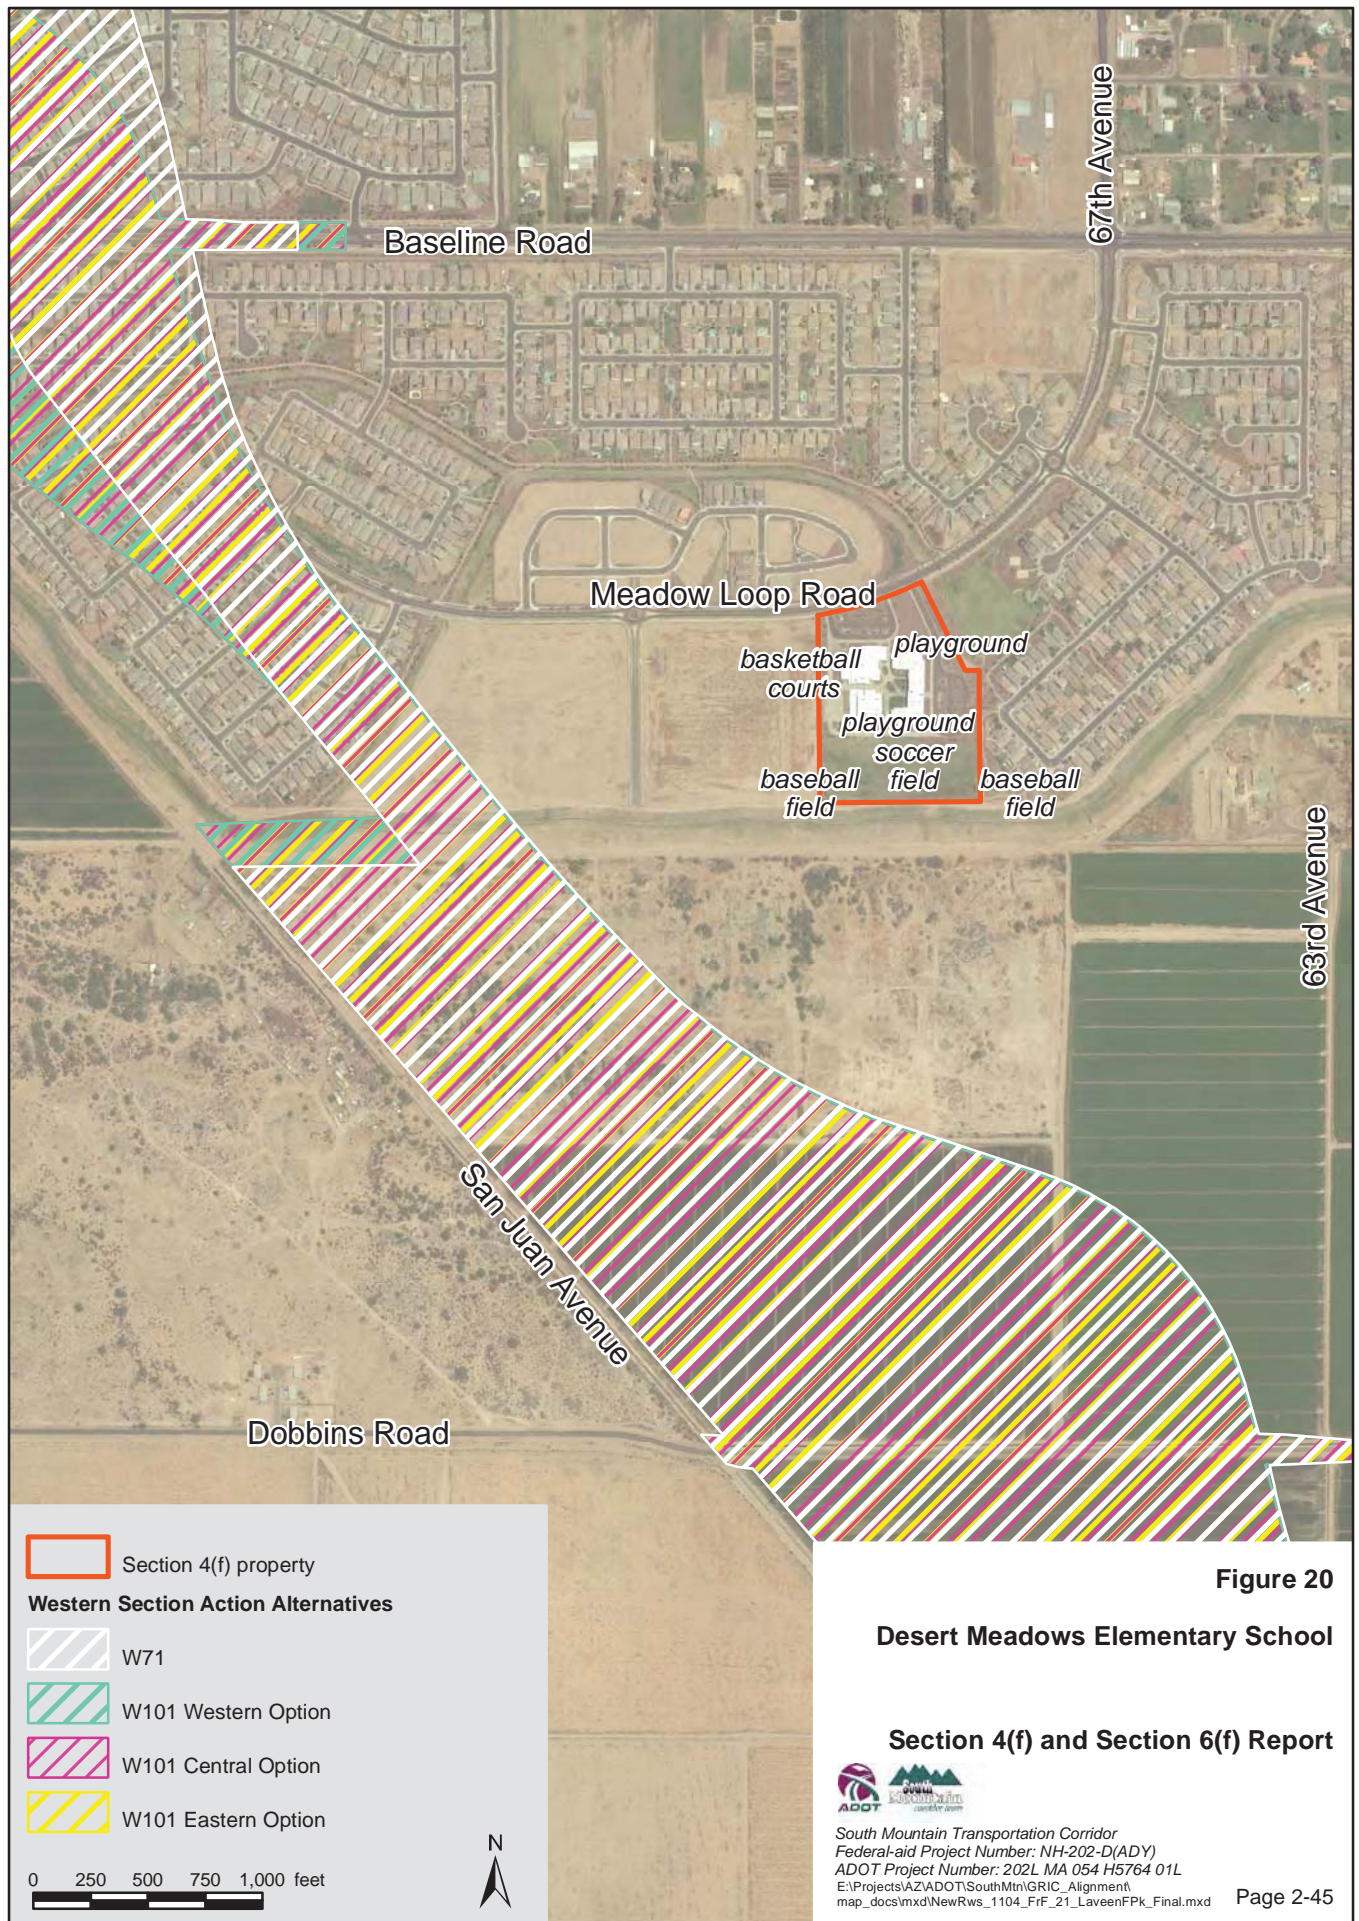 67th Avenue
Baseline Road
Meadow Loop Road
playground
basketball
courts
playground
soccer
field
baseball
field
baseball
field
63rd Avenue
San Juan Avenue
Dobbins Road
Section 4(f) property
Western Section Action Alternatives
W71
W101 Western Option
W101 Central Option
W101 Eastern Option
0 250 500 750 1,000 feet
N
Figure 20
Desert Meadows Elementary School
Section 4(f) and Section 6(f) Report
ADOT
South
Mountain
corridor team
South Mountain Transportation Corridor
Federal-aid Project Number: NH-202-D(ADY)
ADOT Project Number: 202L MA 054 H5764 01L
E:\Projects\AZ\ADOT\SouthMtn\GRIC_Alignment\
map_docs\mxd\NewRws_1104_FrF_21_LaveenFPk_Final.mxd
Page 2-45